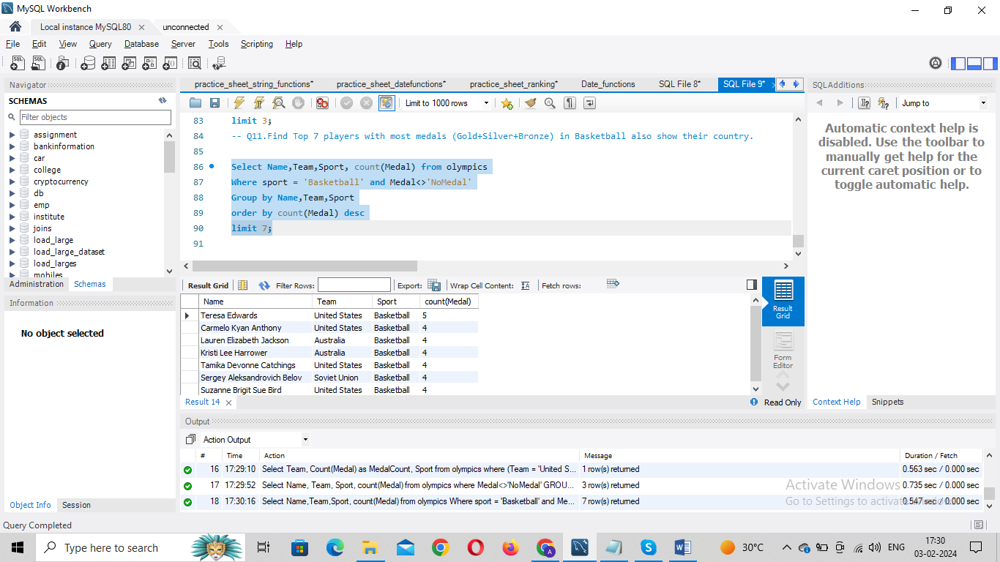 MySQL Workbench
Local instance MySQL80
unconnected
File Edit View Query Database Server Tools Scripting Help
Navigator
SCHEMAS
Filter objects
assignment
bankinformation
car
college
cryptocurrency
db
emp
institute
joins
load_large
load_large_dataset
load_larges
mobiles
Administration Schemas
Information
No object selected
Object Info Session
practice_sheet_string_functions* practice_sheet_datefunctions* practice_sheet_ranking* Date_functions SQL File 8* SQL File 9*
Limit to 1000 rows
83 limit 3;
84 -- Q11.Find Top 7 players with most medals (Gold+Silver+Bronze) in Basketball also show their country.
85
86 Select Name,Team,Sport, count(Medal) from olympics
87 Where sport = 'Basketball' and Medal<>'NoMedal'
88 Group by Name,Team,Sport
89 order by count(Medal) desc
90 limit 7;
91
Result Grid Filter Rows: Export: Wrap Cell Content: Fetch rows:
Name Team Sport count(Medal)
Teresa Edwards United States Basketball 5
Carmelo Kyan Anthony United States Basketball 4
Lauren Elizabeth Jackson Australia Basketball 4
Kristi Lee Harrower Australia Basketball 4
Tamika Devonne Catchings United States Basketball 4
Sergey Aleksandrovich Belov Soviet Union Basketball 4
Suzanne Brigit Sue Bird United States Basketball 4
Result Grid
Form Editor
Result 14
Read Only
SQLAdditions
Jump to
Automatic context help is
disabled. Use the toolbar to
manually get help for the
current caret position or to
toggle automatic help.
Context Help Snippets
Output
Action Output
# Time Action Message Duration / Fetch
16 17:29:10 Select Team, Count(Medal) as MedalCount, Sport from olympics where (Team = 'United S... 1 row(s) returned 0.563 sec / 0.000 sec
17 17:29:52 Select Name, Team, Sport, count(Medal) from olympics where Medal<>'NoMedal' GROU... 3 row(s) returned 0.735 sec / 0.000 sec
18 17:30:16 Select Name,Team,Sport, count(Medal) from olympics Where sport = 'Basketball' and Me... 7 row(s) returned 0.547 sec / 0.000 sec
Activate Windows
Go to Settings to activate Windows.
Query Completed
Type here to search
30°C
ENG
17:30
03-02-2024